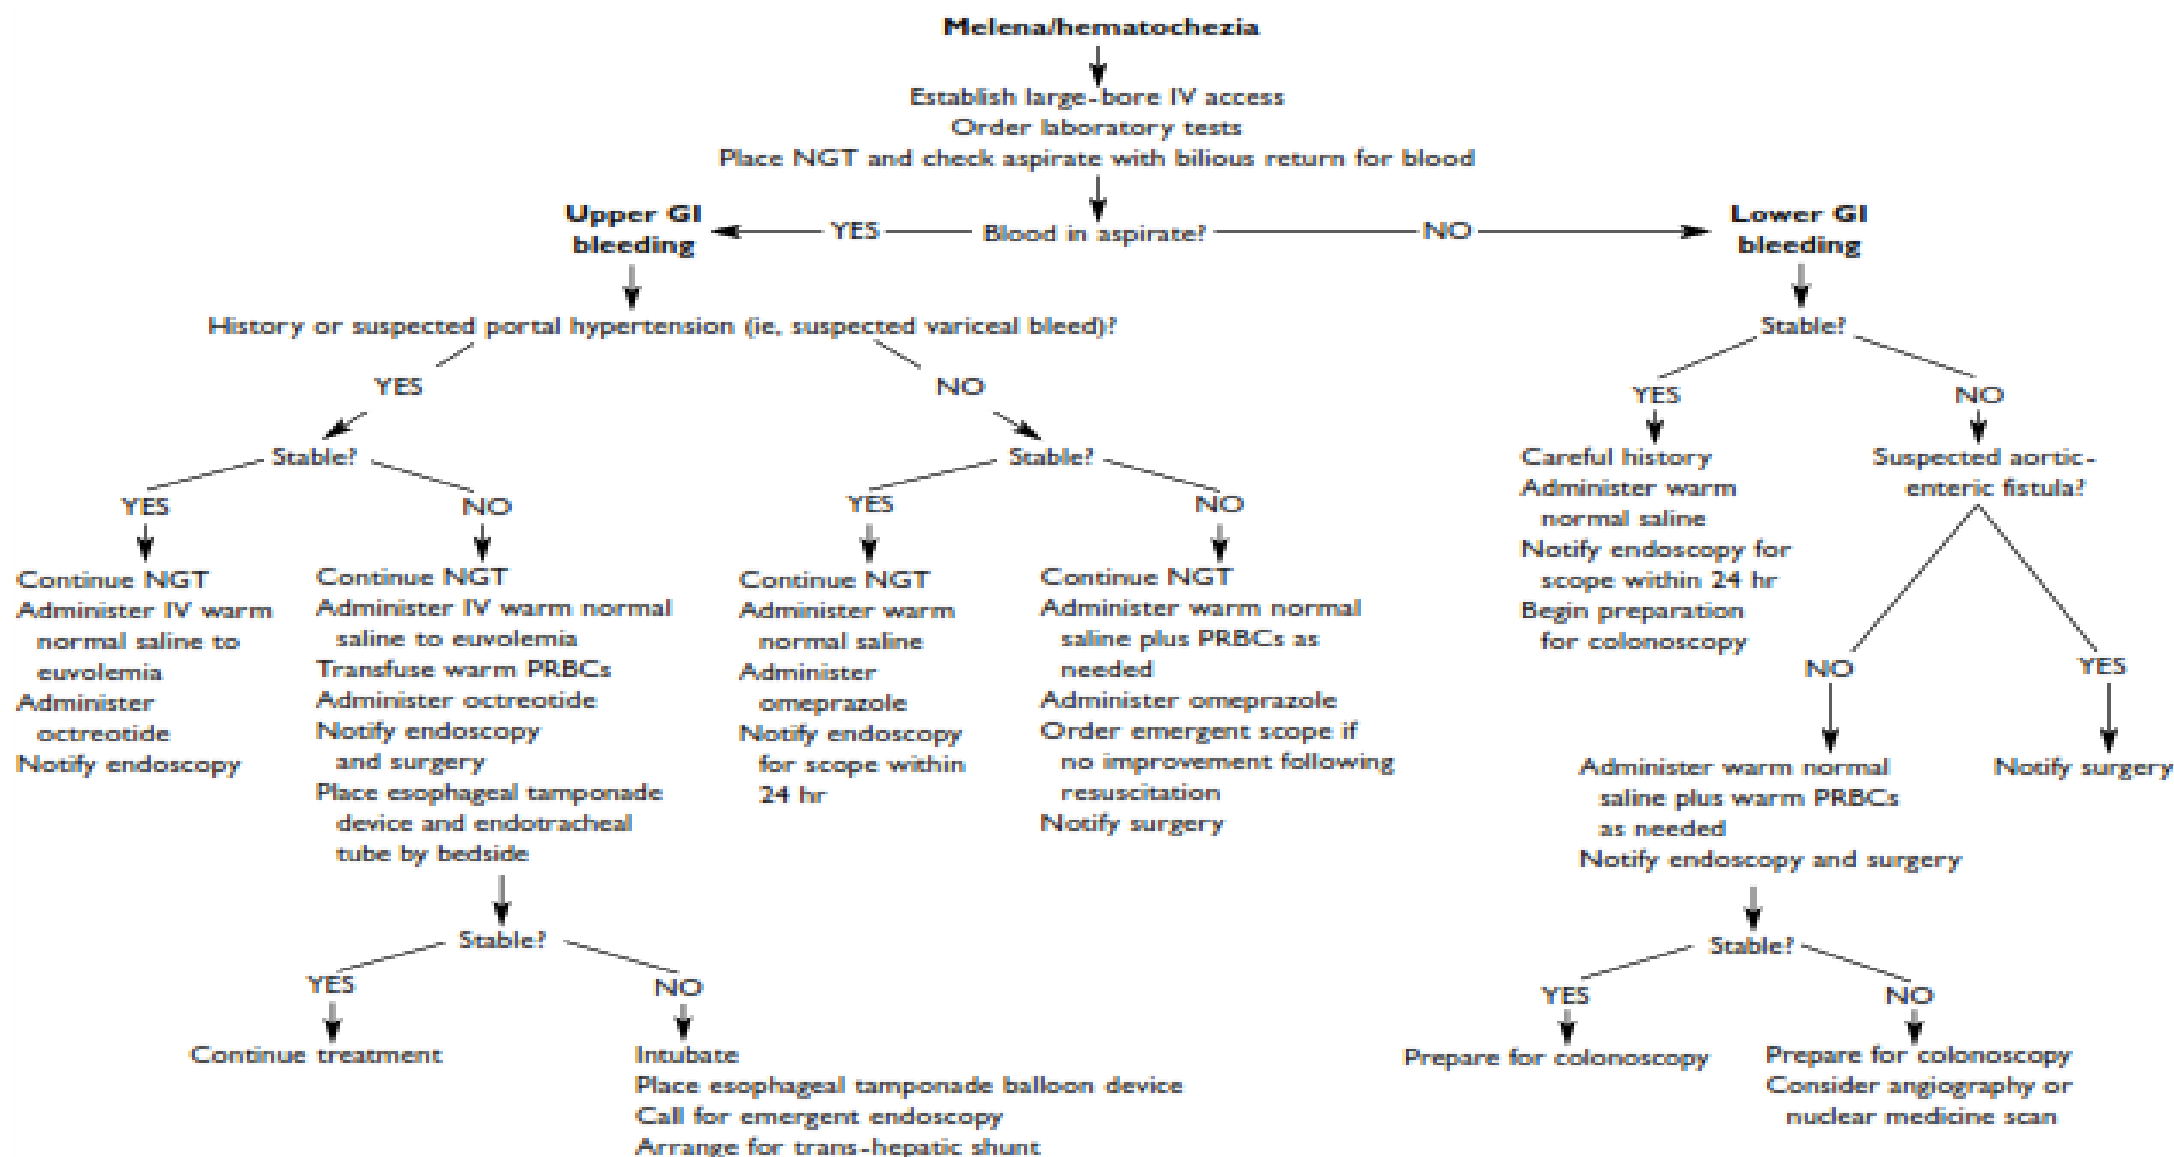 Melena/hematochezia
Establish large-bore IV access
Order laboratory tests
Place NGT and check aspirate with bilious return for blood
Upper GI
bleeding
YES
Blood in aspirate?
NO
Lower GI
bleeding
History or suspected portal hypertension (ie, suspected variceal bleed)?
YES
NO
Stable?
YES
NO
Continue NGT
Administer IV warm
normal saline to
euvolemia
Administer
octreotide
Notify endoscopy
Continue NGT
Administer IV warm normal
saline to euvolemia
Transfuse warm PRBCs
Administer octreotide
Notify endoscopy
and surgery
Place esophageal tamponade
device and endotracheal
tube by bedside
Stable?
YES
NO
Continue treatment
Intubate
Place esophageal tamponade balloon device
Call for emergent endoscopy
Arrange for trans-hepatic shunt
Stable?
YES
NO
Continue NGT
Administer warm
normal saline
Administer
omeprazole
Notify endoscopy
for scope within
24 hr
Continue NGT
Administer warm normal
saline plus PRBCs as
needed
Administer omeprazole
Order emergent scope if
no improvement following
resuscitation
Notify surgery
Stable?
YES
NO
Careful history
Administer warm
normal saline
Notify endoscopy for
scope within 24 hr
Begin preparation
for colonoscopy
Suspected aortic-
enteric fistula?
NO
YES
Administer warm normal
saline plus warm PRBCs
as needed
Notify endoscopy and surgery
Notify surgery
Stable?
YES
NO
Prepare for colonoscopy
Prepare for colonoscopy
Consider angiography or
nuclear medicine scan